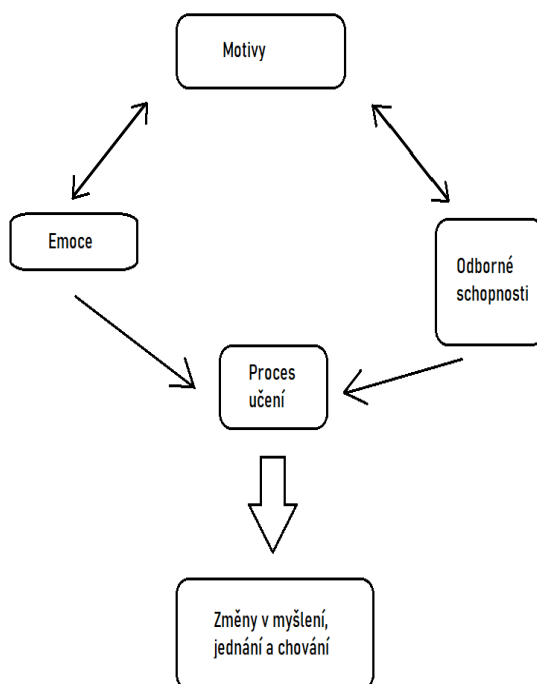 Motivy
Emoce
Odborné
schopnosti
Proces
učení
Změny v myšlení,
jednání a chování